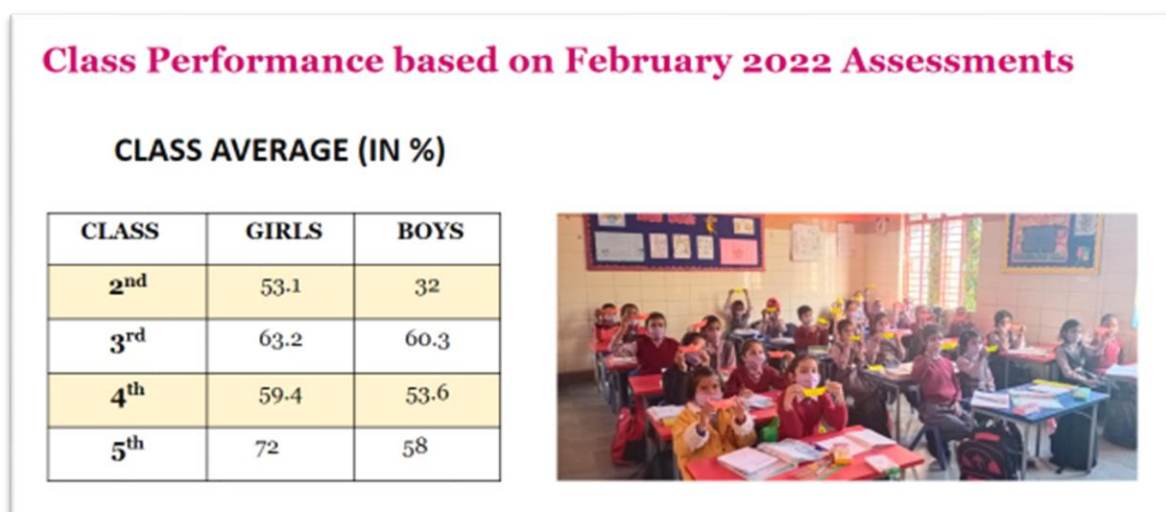 Class Performance based on February 2022 Assessments
CLASS AVERAGE (IN %)
CLASS GIRLS BOYS
2nd 53.1 32
3rd 63.2 60.3
4th 59.4 53.6
5th 72 58